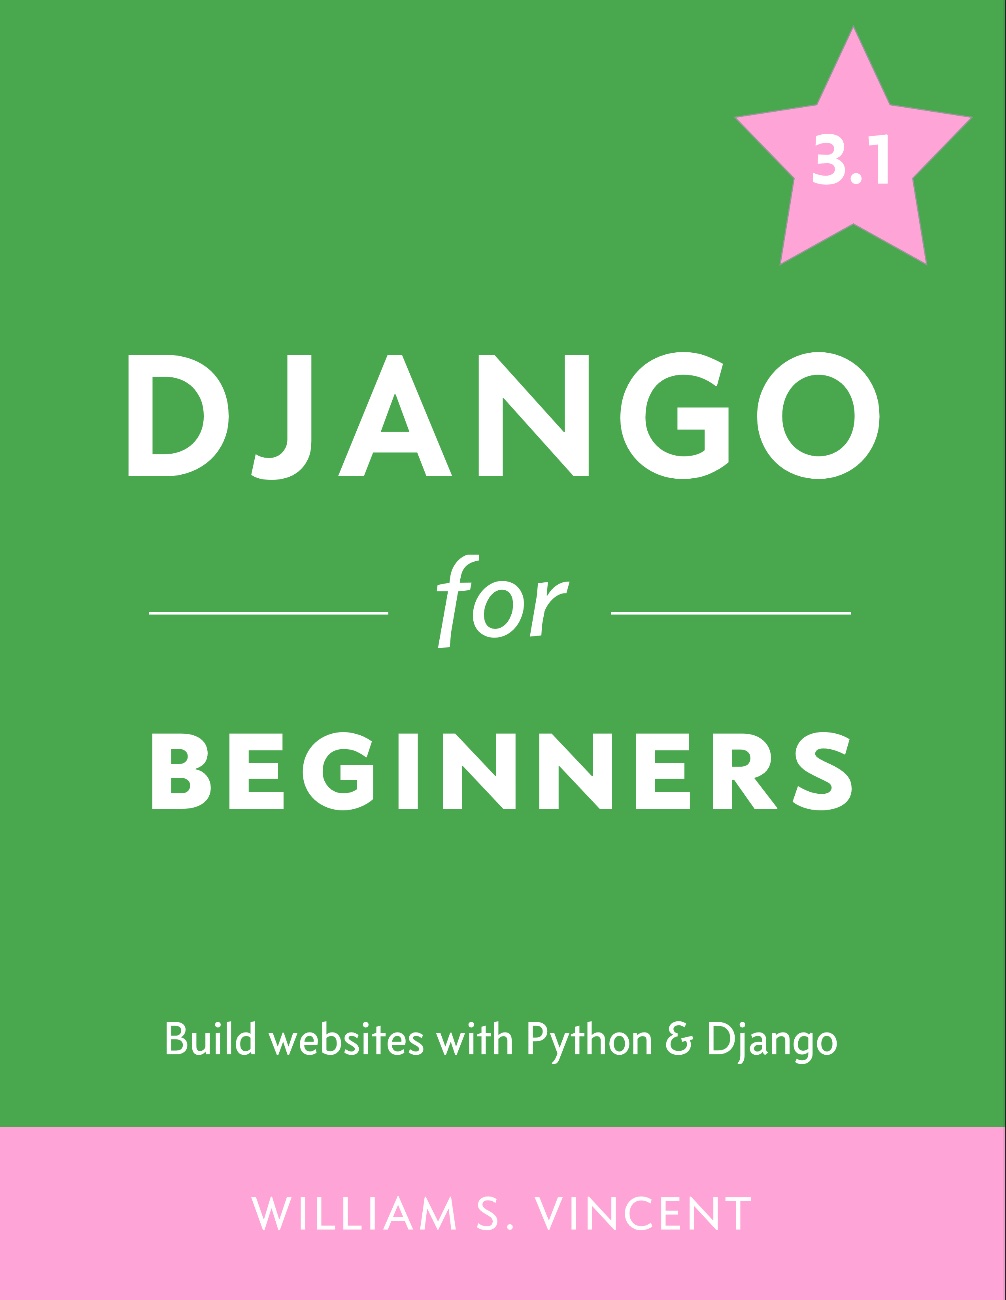 3.1
DJANGO
for
BEGINNERS
Build websites with Python & Django
WILLIAM S. VINCENT